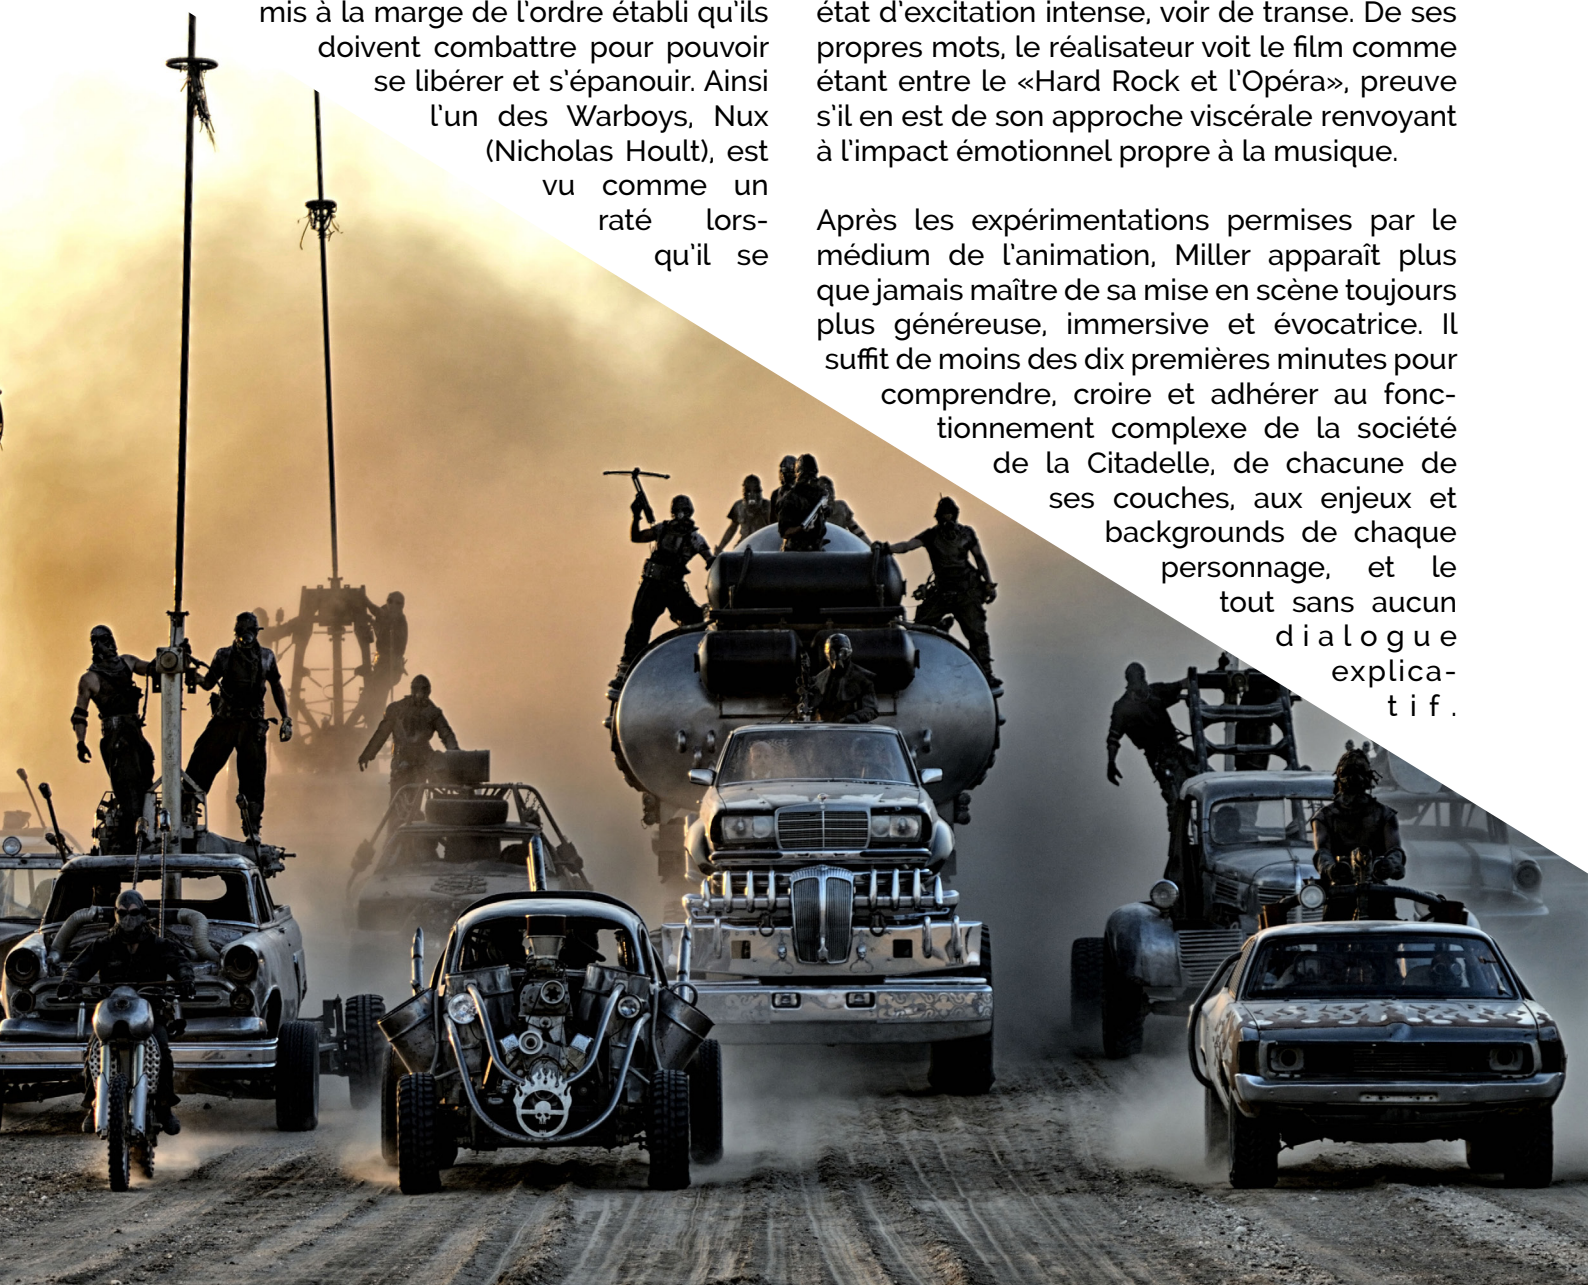 mis à la marge de l'ordre établi qu'ils
doivent combattre pour pouvoir
se libérer et s'épanouir. Ainsi
l'un des Warboys, Nux
(Nicholas Hoult), est
vu comme un
raté lors-
qu'il se
état d'excitation intense, voir de transe. De ses
propres mots, le réalisateur voit le film comme
étant entre le «Hard Rock et l'Opéra», preuve
s'il en est de son approche viscérale renvoyant
à l'impact émotionnel propre à la musique.
Après les expérimentations permises par le
médium de l'animation, Miller apparaît plus
que jamais maître de sa mise en scène toujours
plus généreuse, immersive et évocatrice. Il
suffit de moins des dix premières minutes pour
comprendre, croire et adhérer au fonc-
tionnement complexe de la société
de la Citadelle, de chacune de
ses couches, aux enjeux et
backgrounds de chaque
personnage, et le
tout sans aucun
dialogue
explica-
tif.